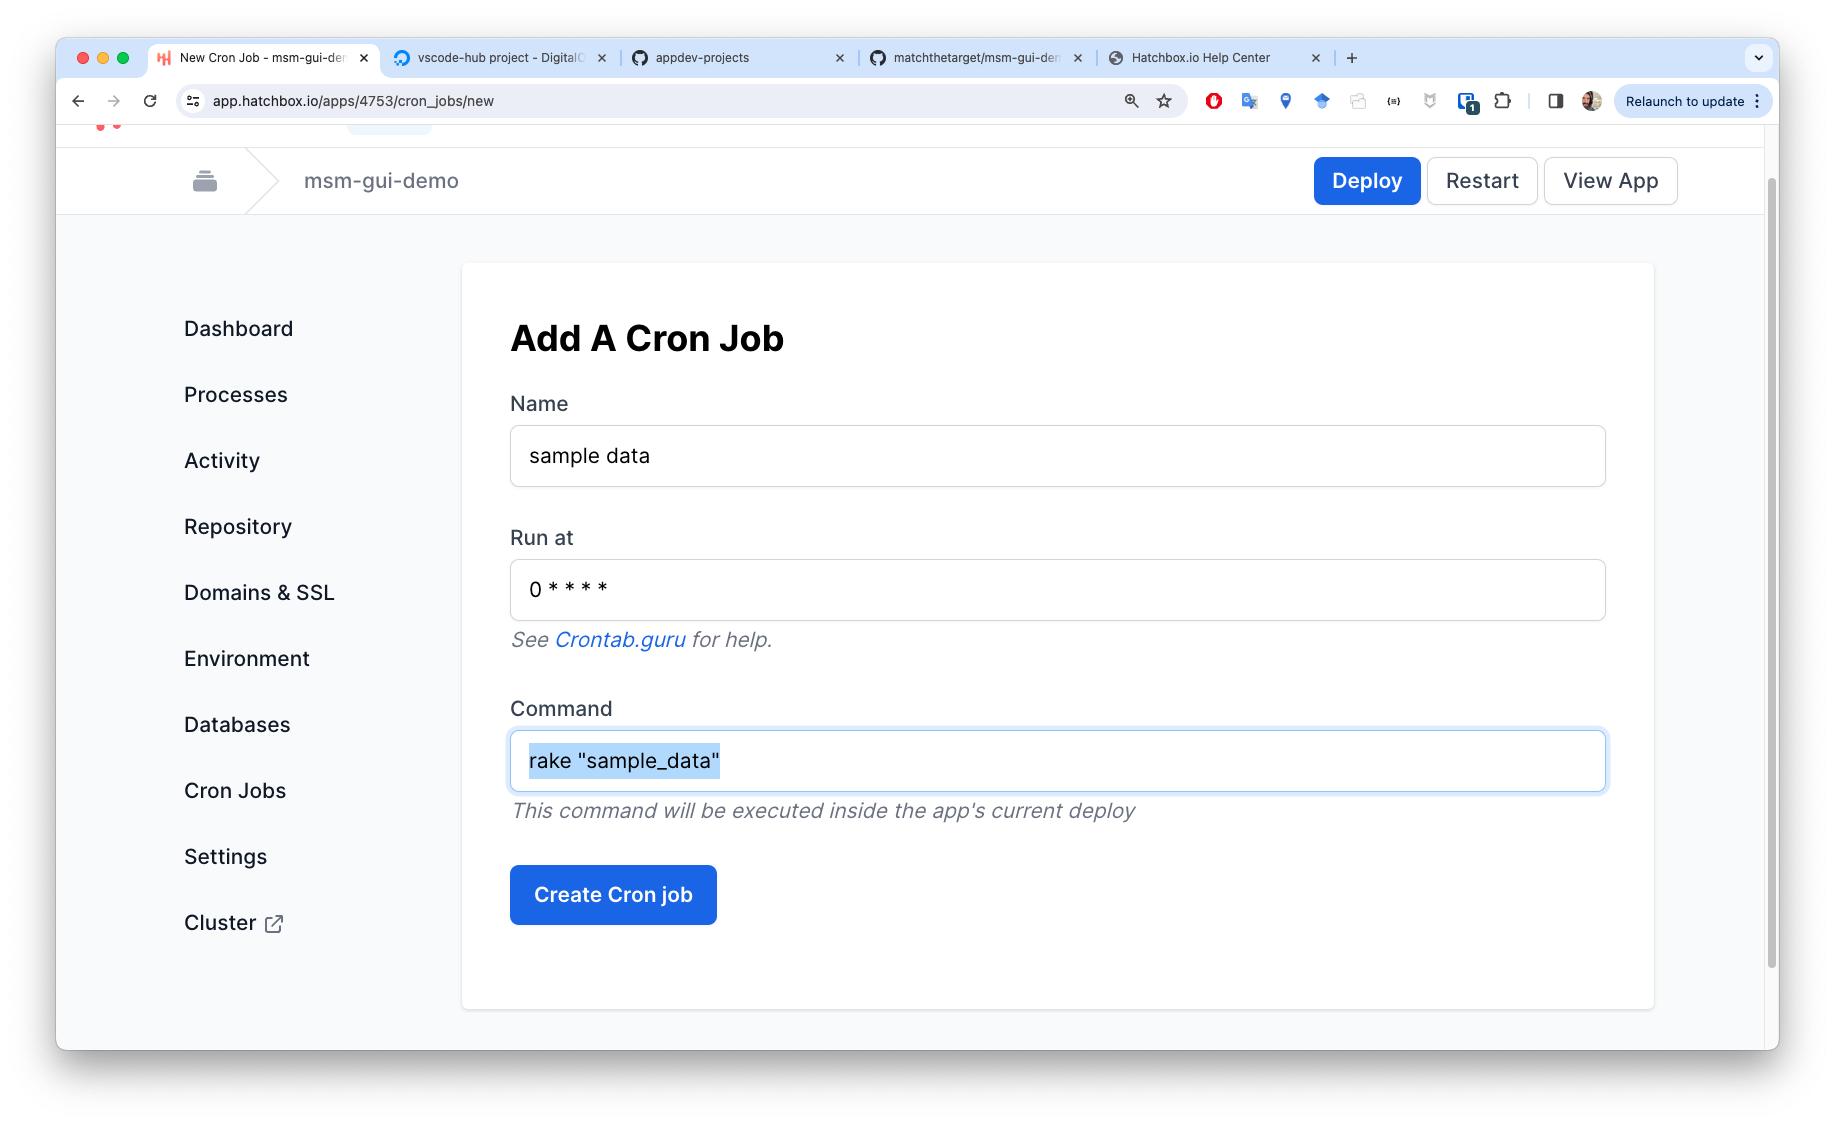 New Cron Job - msm-gui-der
vscode-hub project - Digital
appdev-projects
matchthetarget/msm-gui-der
Hatchbox.io Help Center
app.hatchbox.io/apps/4753/cron_jobs/new
1
Relaunch to update
msm-gui-demo
Deploy
Restart
View App
Dashboard
Processes
Activity
Repository
Domains & SSL
Environment
Databases
Cron Jobs
Settings
Cluster
Add A Cron Job
Name
sample data
Run at
0 * * * *
See Crontab.guru for help.
Command
rake "sample_data"
This command will be executed inside the app's current deploy
Create Cron job